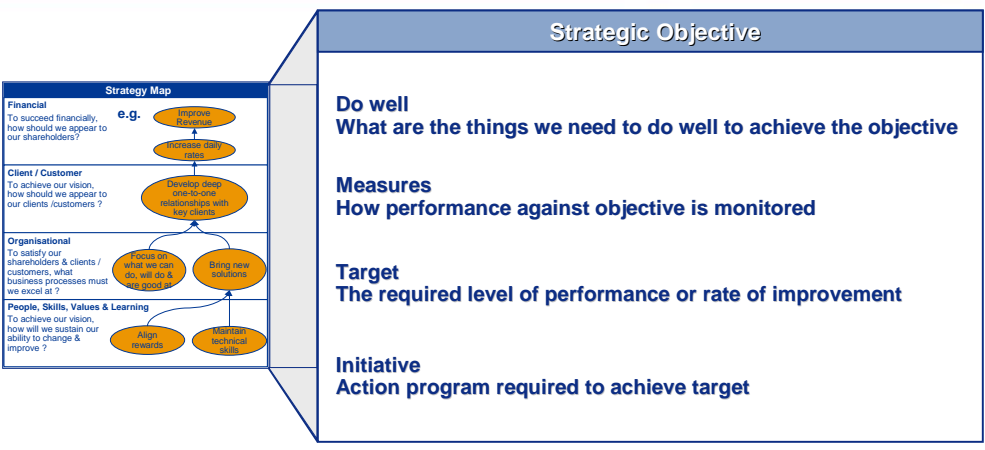 Strategic Objective
Strategy Map
Financial
To succeed financially,
how should we appear to
our shareholders?
e.g.
Improve
Revenue
Increase daily
rates
Client / Customer
To achieve our vision,
how should we appear to
our clients /customers ?
Develop deep
one-to-one
relationships with
key clients
Organisational
To satisfy our
shareholders & clients /
customers, what
business processes must
we excel at ?
Focus on
what we can
do, will do &
are good at
Bring new
solutions
People, Skills, Values & Learning
To achieve our vision,
how will we sustain our
ability to change &
improve ?
Align
rewards
Maintain
technical
skills
Do well
What are the things we need to do well to achieve the objective
Measures
How performance against objective is monitored
Target
The required level of performance or rate of improvement
Initiative
Action program required to achieve target